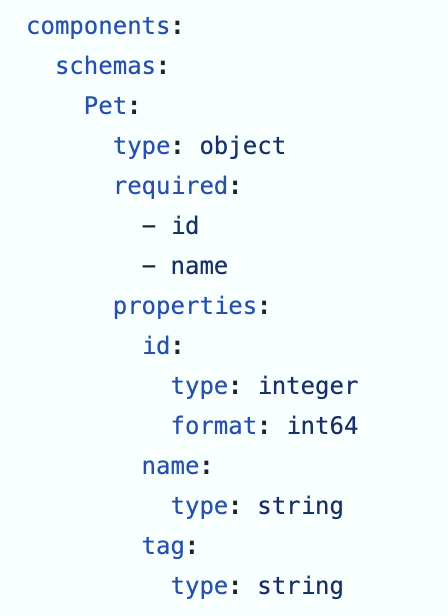 components:
  schemas:
    Pet:
      type: object
      required:
        - id
        - name
      properties:
        id:
          type: integer
          format: int64
        name:
          type: string
        tag:
          type: string